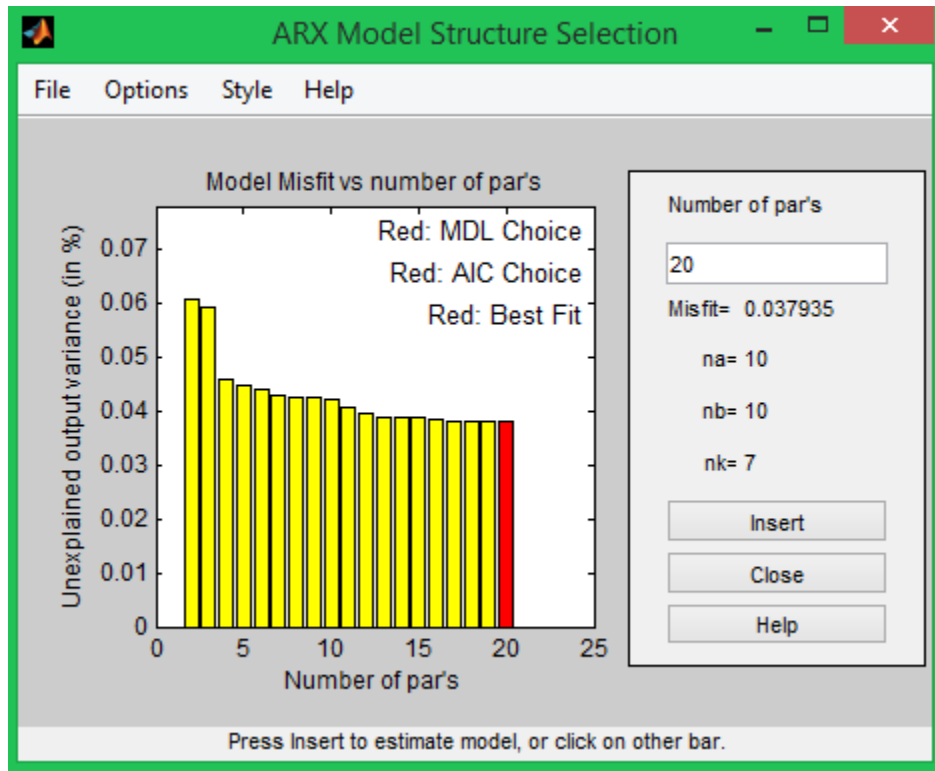 ARX Model Structure Selection
File Options Style Help
Model Misfit vs number of par's
Red: MDL Choice
Red: AIC Choice
Red: Best Fit
Unexplained output variance (in %)
0.07
0.06
0.05
0.04
0.03
0.02
0.01
0
0 5 10 15 20 25
Number of par's
Number of par's
20
Misfit= 0.037935
na= 10
nb= 10
nk= 7
Insert
Close
Help
Press Insert to estimate model, or click on other bar.